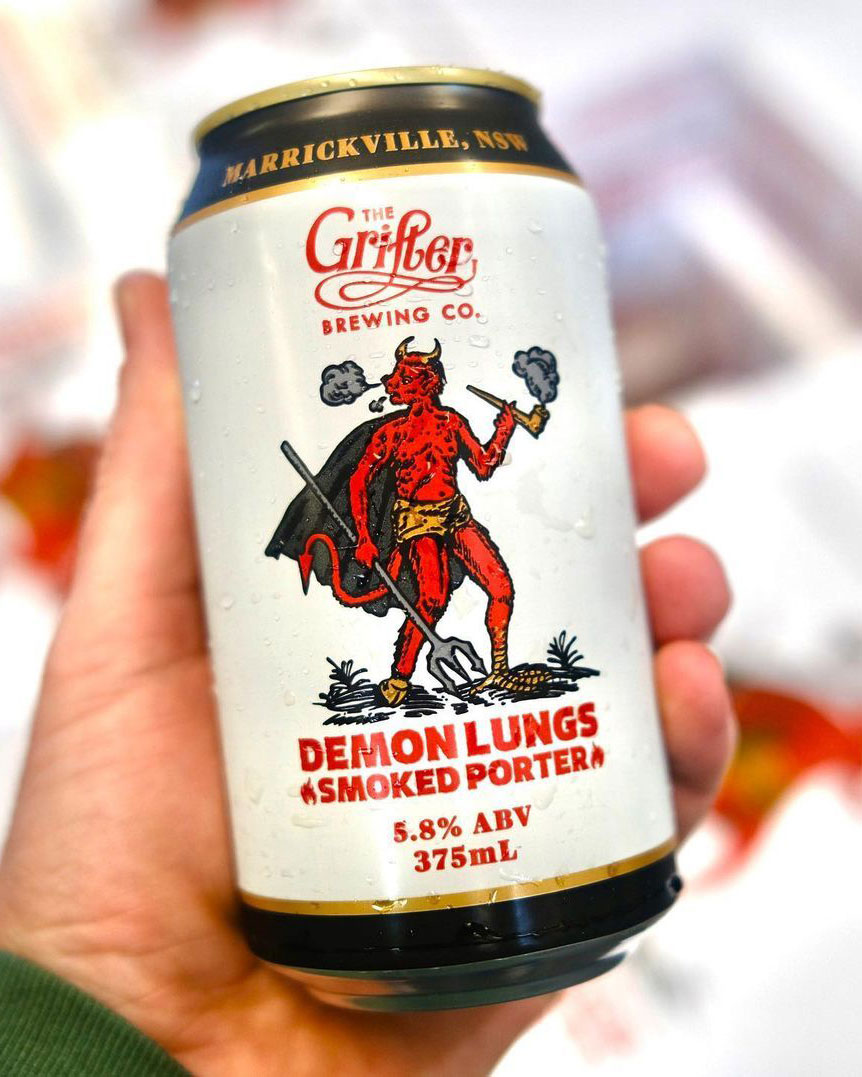 MARRICKVILLE, NSW
THE
Grifter
BREWING CO.
DEMON LUNGS
SMOKED PORTER
5.8% ABV
375mL